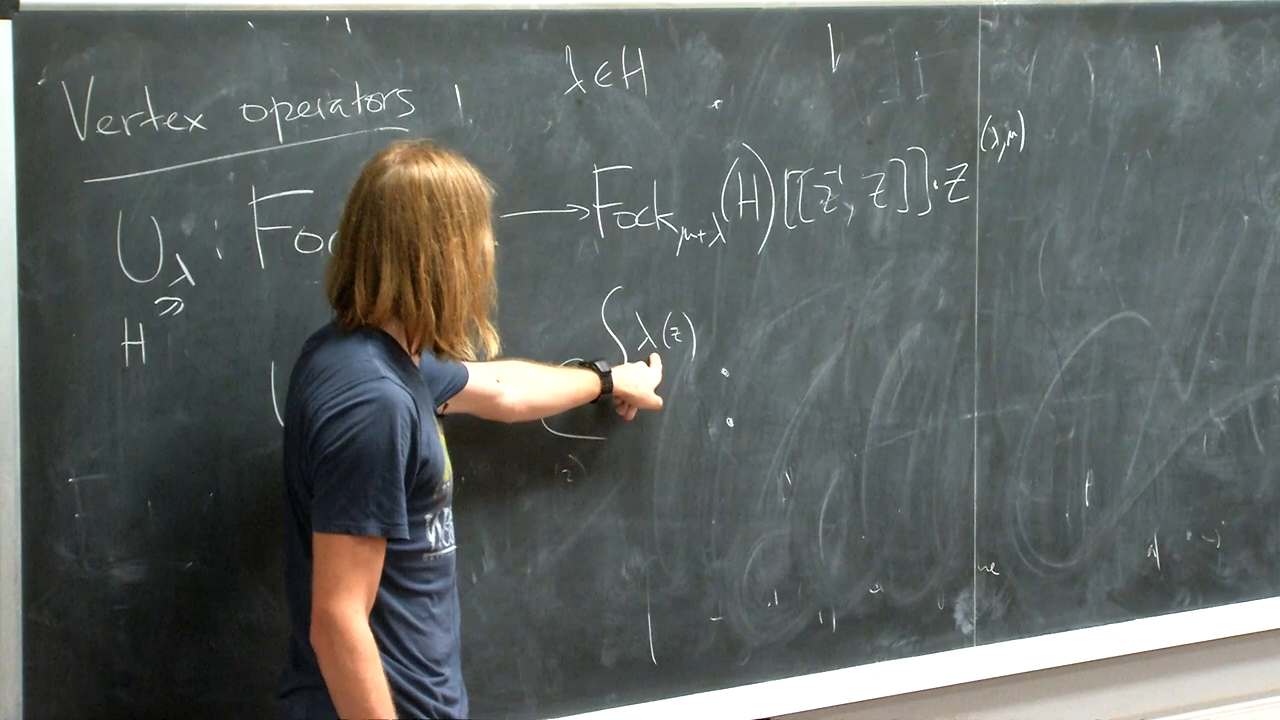 Vertex operators λ ∈ H
U_λ : Foc → Fock_{μ+λ}(H)[[z⁻¹, z]]·z^{(λ,μ)}
H ∫ λ(z)